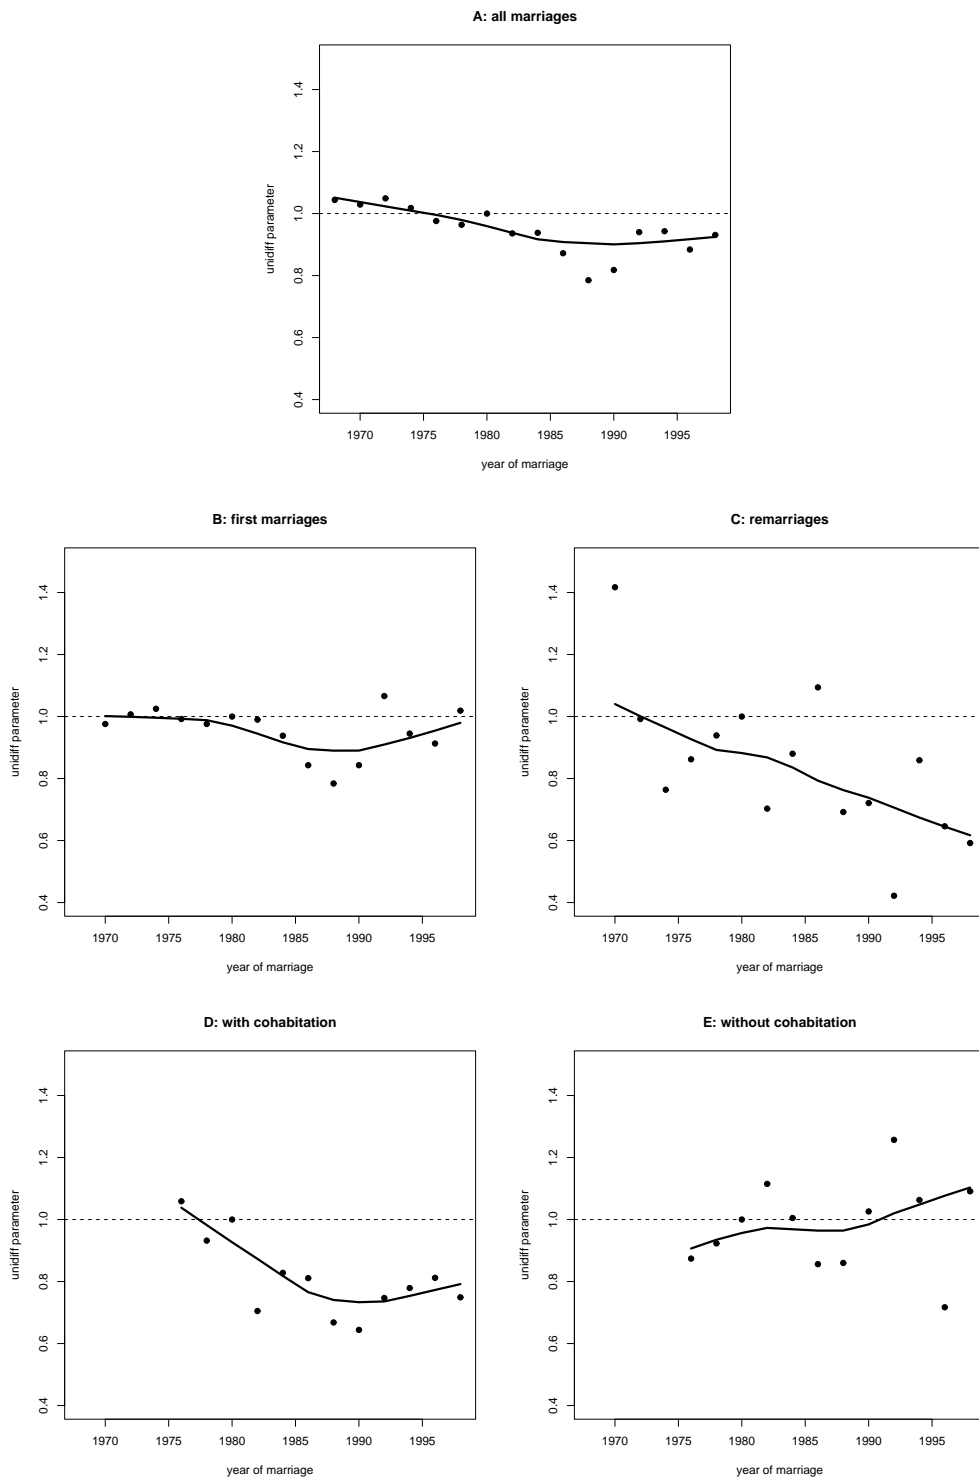 A: all marriages
unidiff parameter
0.4 0.6 0.8 1.0 1.2 1.4
1970 1975 1980 1985 1990 1995
year of marriage
B: first marriages
unidiff parameter
0.4 0.6 0.8 1.0 1.2 1.4
1970 1975 1980 1985 1990 1995
year of marriage
C: remarriages
unidiff parameter
0.4 0.6 0.8 1.0 1.2 1.4
1970 1975 1980 1985 1990 1995
year of marriage
D: with cohabitation
unidiff parameter
0.4 0.6 0.8 1.0 1.2 1.4
1970 1975 1980 1985 1990 1995
year of marriage
E: without cohabitation
unidiff parameter
0.4 0.6 0.8 1.0 1.2 1.4
1970 1975 1980 1985 1990 1995
year of marriage